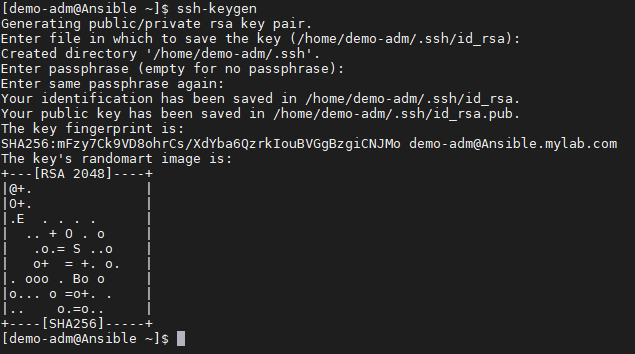 [demo-adm@Ansible ~]$ ssh-keygen
Generating public/private rsa key pair.
Enter file in which to save the key (/home/demo-adm/.ssh/id_rsa):
Created directory '/home/demo-adm/.ssh'.
Enter passphrase (empty for no passphrase):
Enter same passphrase again:
Your identification has been saved in /home/demo-adm/.ssh/id_rsa.
Your public key has been saved in /home/demo-adm/.ssh/id_rsa.pub.
The key fingerprint is:
SHA256:mFzy7Ck9VD8ohrCs/XdYba6QzrkIouBVGgBzgiCNJMo demo-adm@Ansible.mylab.com
The key's randomart image is:
+---[RSA 2048]----+
|@+.              |
|O+.              |
|.E  . . . .      |
|  .. + O . o     |
|   .o.= S ..o    |
|   o+  = +. o.   |
|. ooo . Bo o     |
|o... o =o+. .    |
|..    o.=o..     |
+----[SHA256]-----+
[demo-adm@Ansible ~]$